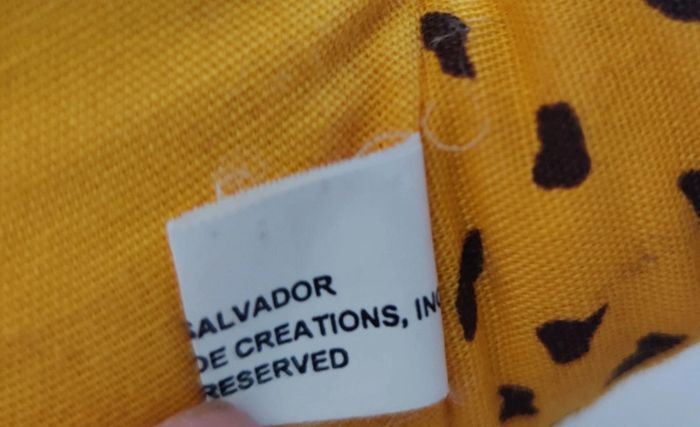 SALVADOR
DE CREATIONS, INC
RESERVED